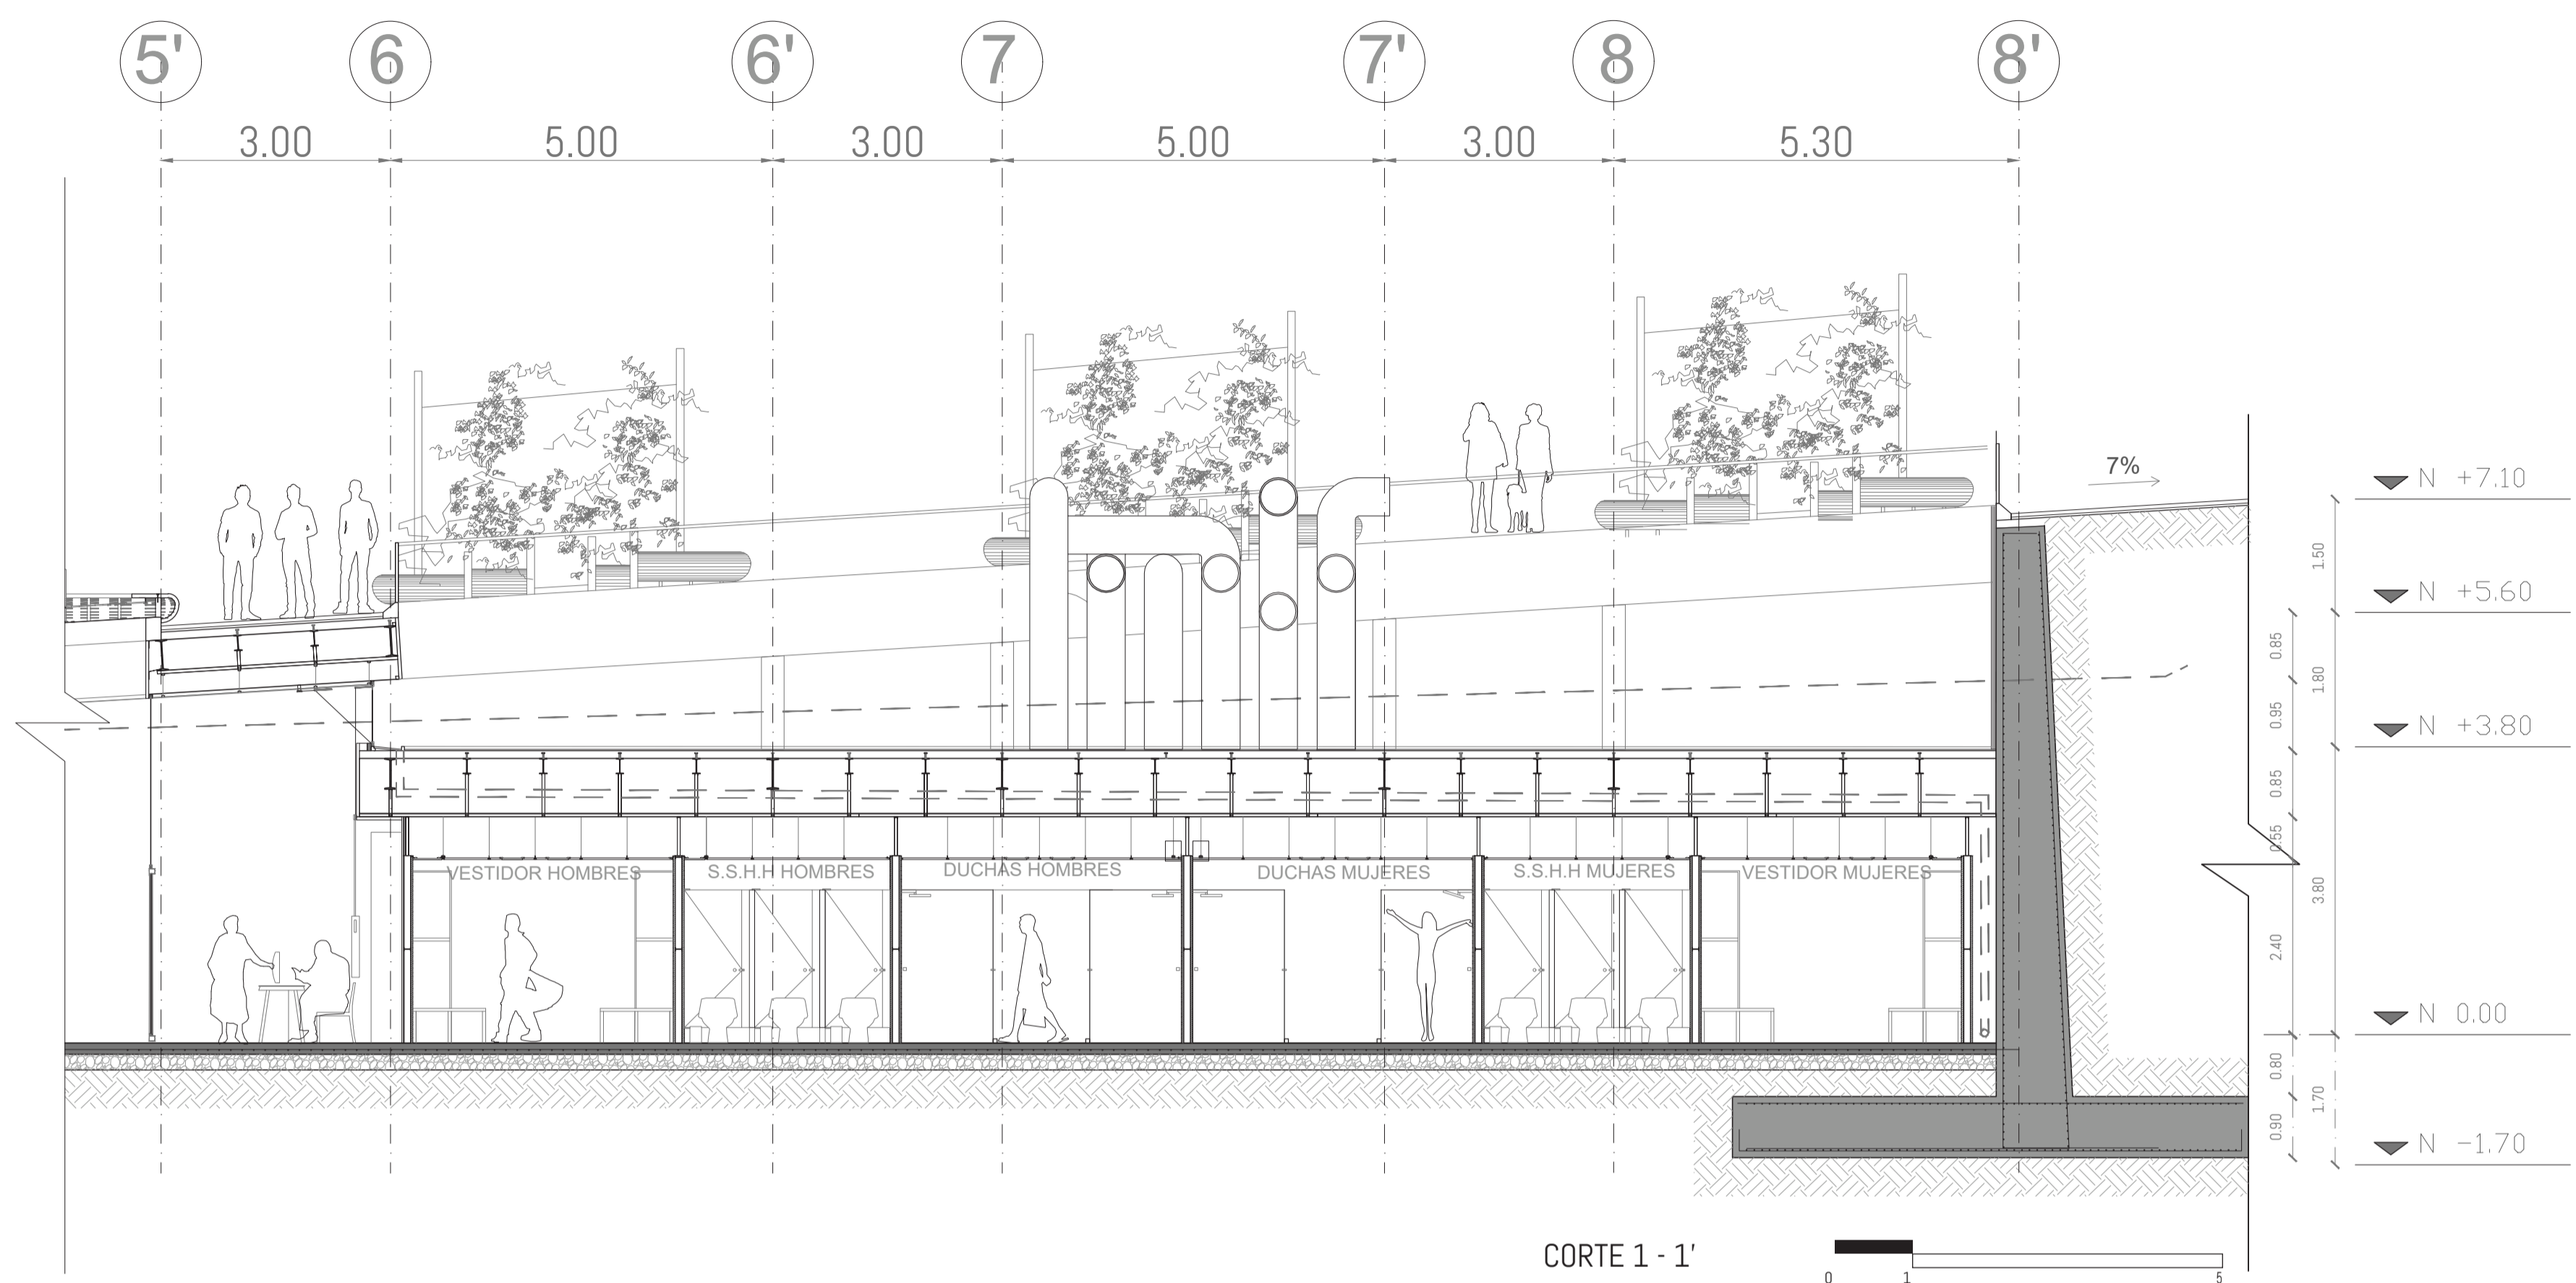 5' 6 6' 7 7' 8 8'
3.00 5.00 3.00 5.00 3.00 5.30
7%
N +7.10
1.50
N +5.60
0.85
1.80
0.95
N +3.80
0.85
0.55
VESTIDOR HOMBRES S.S.H.H HOMBRES DUCHAS HOMBRES DUCHAS MUJERES S.S.H.H MUJERES VESTIDOR MUJERES
3.80
2.40
N 0.00
0.80
1.70
0.90
N -1.70
CORTE 1 - 1'
0 1 5